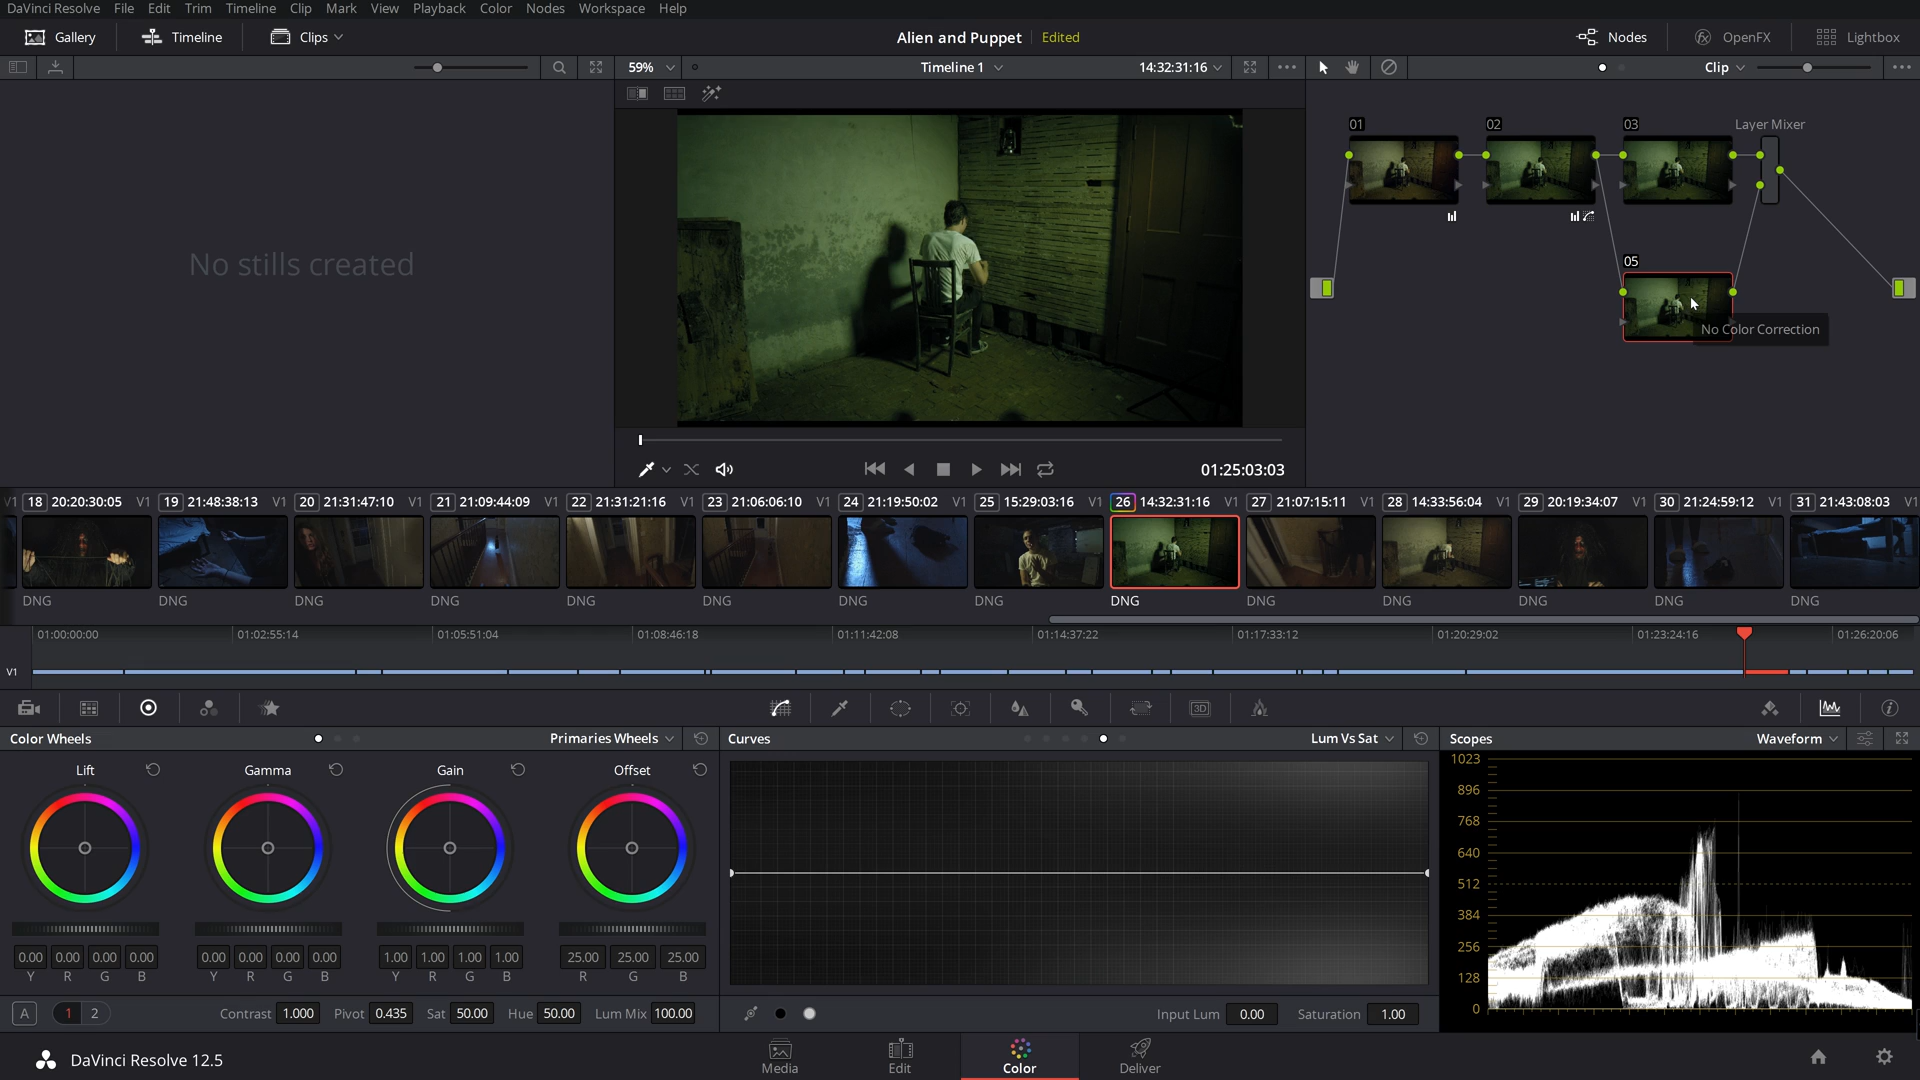 DaVinci Resolve File Edit Trim Timeline Clip Mark View Playback Color Nodes Workspace Help
Gallery Timeline Clips Alien and Puppet Edited Nodes OpenFX Lightbox
59% Timeline 1 14:32:31:16 Clip
No stills created
01 02 03 Layer Mixer
05
No Color Correction
01:25:03:03
V1 18 20:20:30:05 V1 19 21:48:38:13 V1 20 21:31:47:10 V1 21 21:09:44:09 V1 22 21:31:21:16 V1 23 21:06:06:10 V1 24 21:19:50:02 V1 25 15:29:03:16 V1 26 14:32:31:16 V1 27 21:07:15:11 V1 28 14:33:56:04 V1 29 20:19:34:07 V1 30 21:24:59:12 V1 31 21:43:08:03 V1
DNG DNG DNG DNG DNG DNG DNG DNG DNG DNG DNG DNG DNG DNG
01:00:00:00 01:02:55:14 01:05:51:04 01:08:46:18 01:11:42:08 01:14:37:22 01:17:33:12 01:20:29:02 01:23:24:16 01:26:20:06
V1
3D
Color Wheels Primaries Wheels
Lift Gamma Gain Offset
0.00 0.00 0.00 0.00 0.00 0.00 0.00 0.00 1.00 1.00 1.00 1.00 25.00 25.00 25.00
Y R G B Y R G B Y R G B R G B
A 1 2 Contrast 1.000 Pivot 0.435 Sat 50.00 Hue 50.00 Lum Mix 100.00
Curves Lum Vs Sat
Input Lum 0.00 Saturation 1.00
Scopes Waveform
1023
896
768
640
512
384
256
128
0
DaVinci Resolve 12.5 Media Edit Color Deliver